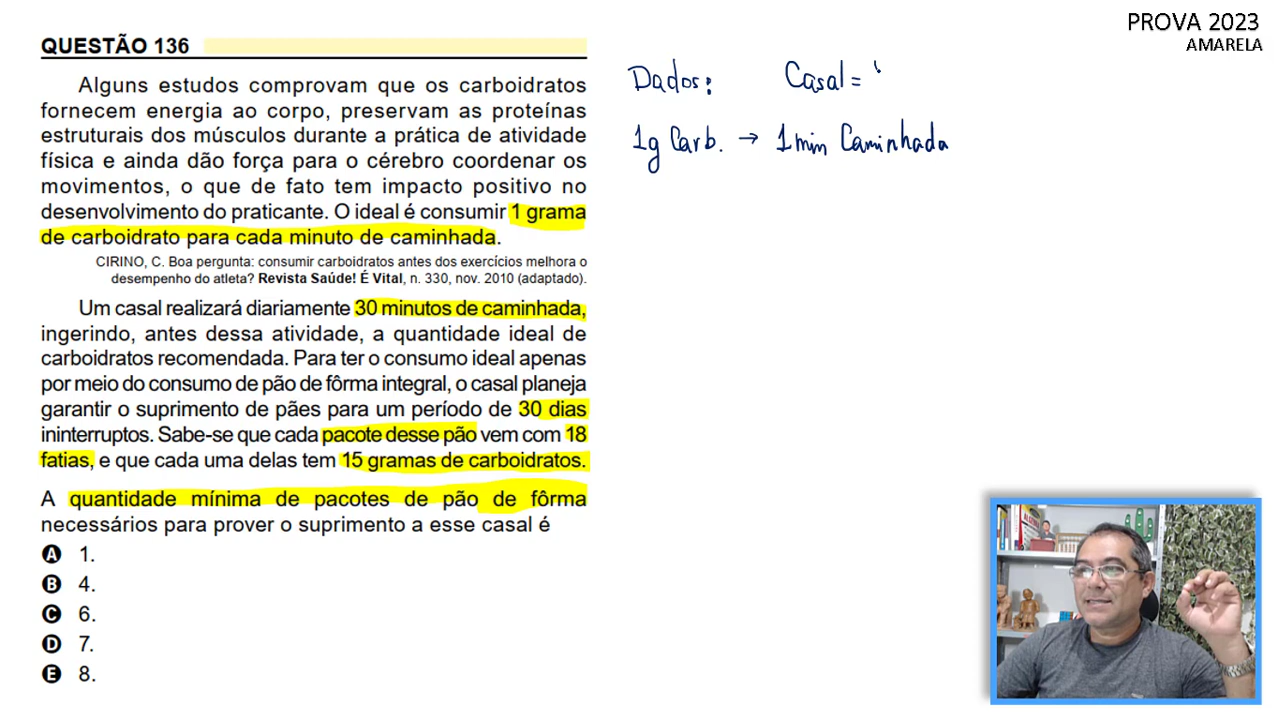 PROVA 2023
AMARELA
QUESTÃO 136
Alguns estudos comprovam que os carboidratos
fornecem energia ao corpo, preservam as proteínas
estruturais dos músculos durante a prática de atividade
física e ainda dão força para o cérebro coordenar os
movimentos, o que de fato tem impacto positivo no
desenvolvimento do praticante. O ideal é consumir 1 grama
de carboidrato para cada minuto de caminhada.
CIRINO, C. Boa pergunta: consumir carboidratos antes dos exercícios melhora o
desempenho do atleta? Revista Saúde! É Vital, n. 330, nov. 2010 (adaptado).
Um casal realizará diariamente 30 minutos de caminhada,
ingerindo, antes dessa atividade, a quantidade ideal de
carboidratos recomendada. Para ter o consumo ideal apenas
por meio do consumo de pão de fôrma integral, o casal planeja
garantir o suprimento de pães para um período de 30 dias
ininterruptos. Sabe-se que cada pacote desse pão vem com 18
fatias, e que cada uma delas tem 15 gramas de carboidratos.
A quantidade mínima de pacotes de pão de fôrma
necessários para prover o suprimento a esse casal é
A 1.
B 4.
C 6.
D 7.
E 8.
Dados: Casal =
1g Carb. → 1min Caminhada